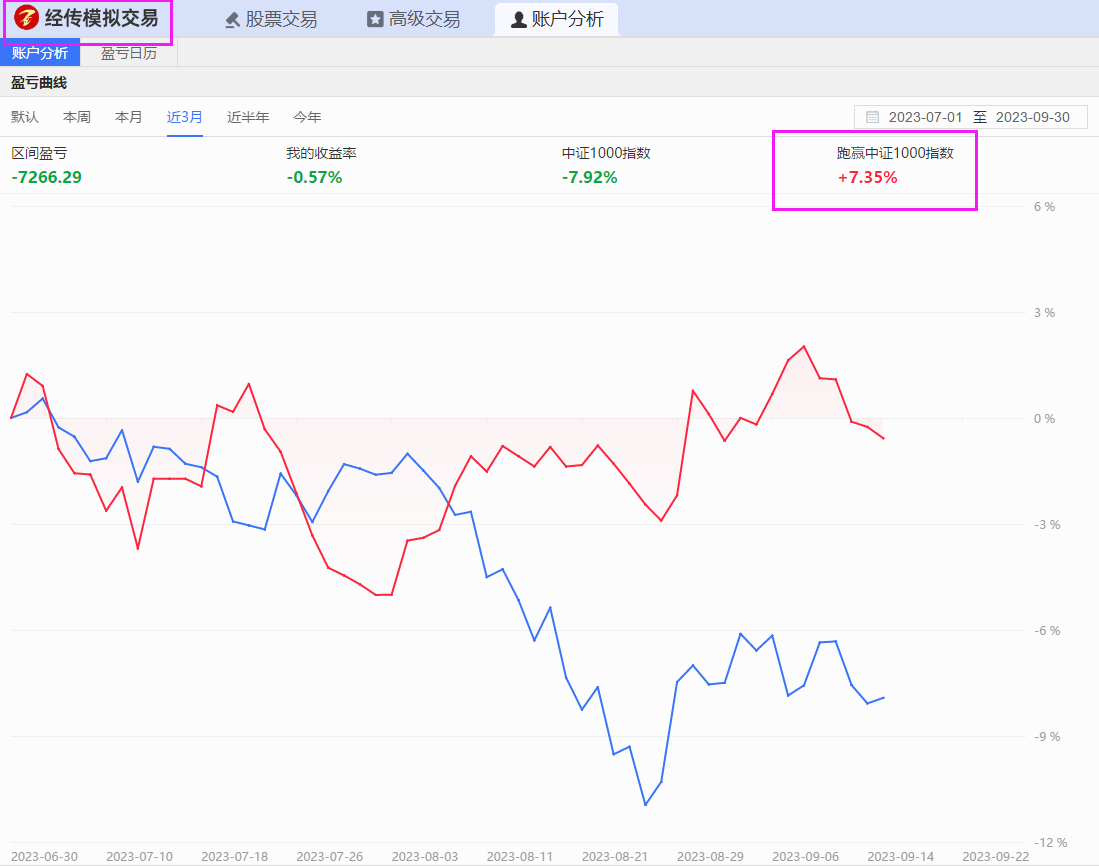 经传模拟交易 股票交易 高级交易 账户分析
账户分析 盈亏日历
盈亏曲线
默认 本周 本月 近3月 近半年 今年 2023-07-01 至 2023-09-30
区间盈亏 我的收益率 中证1000指数 跑赢中证1000指数
-7266.29 -0.57% -7.92% +7.35%
6 %
3 %
0 %
-3 %
-6 %
-9 %
-12 %
2023-06-30 2023-07-10 2023-07-18 2023-07-26 2023-08-03 2023-08-11 2023-08-21 2023-08-29 2023-09-06 2023-09-14 2023-09-22